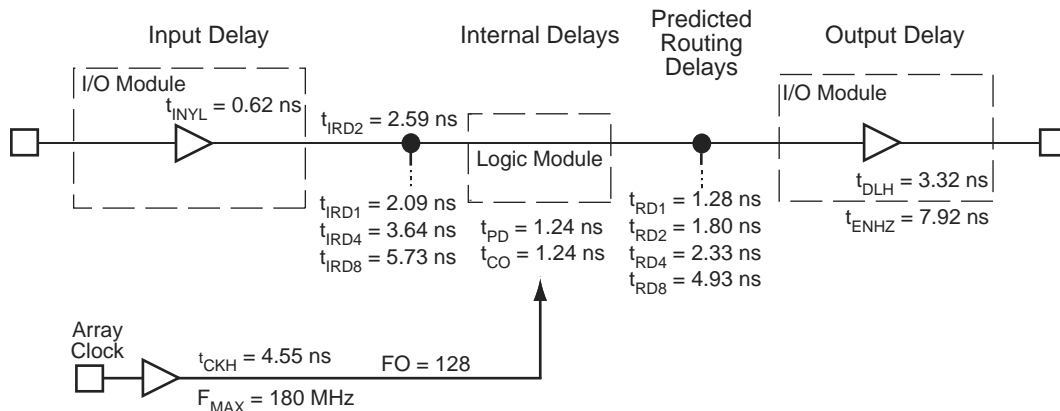 Input Delay
Internal Delays
Predicted
Routing
Delays
Output Delay
I/O Module
tINYL = 0.62 ns
tIRD2 = 2.59 ns
Logic Module
I/O Module
tDLH = 3.32 ns
tENHZ = 7.92 ns
tIRD1 = 2.09 ns
tIRD4 = 3.64 ns
tIRD8 = 5.73 ns
tPD = 1.24 ns
tCO = 1.24 ns
tRD1 = 1.28 ns
tRD2 = 1.80 ns
tRD4 = 2.33 ns
tRD8 = 4.93 ns
Array
Clock
tCKH = 4.55 ns
FO = 128
FMAX = 180 MHz